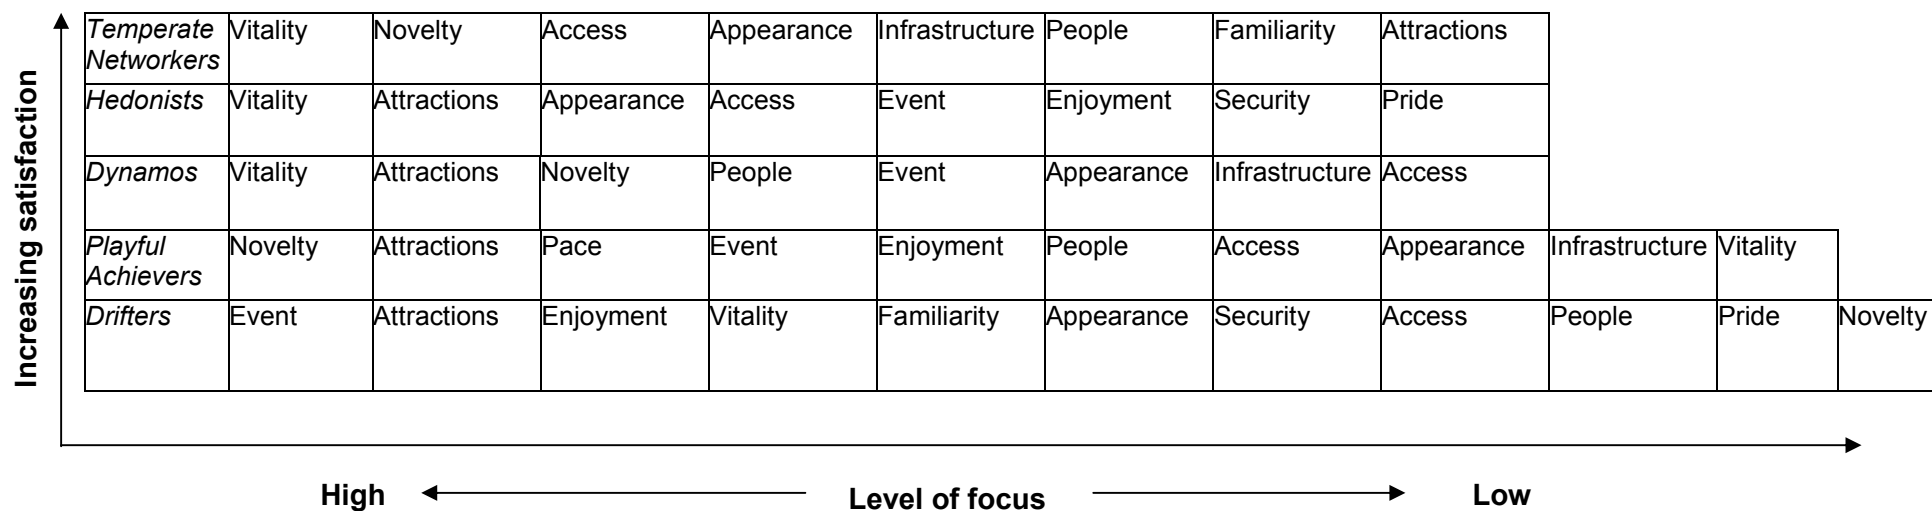 Increasing satisfaction
Temperate Networkers Vitality Novelty Access Appearance Infrastructure People Familiarity Attractions
Hedonists Vitality Attractions Appearance Access Event Enjoyment Security Pride
Dynamos Vitality Attractions Novelty People Event Appearance Infrastructure Access
Playful Achievers Novelty Attractions Pace Event Enjoyment People Access Appearance Infrastructure Vitality
Drifters Event Attractions Enjoyment Vitality Familiarity Appearance Security Access People Pride Novelty
High Level of focus Low